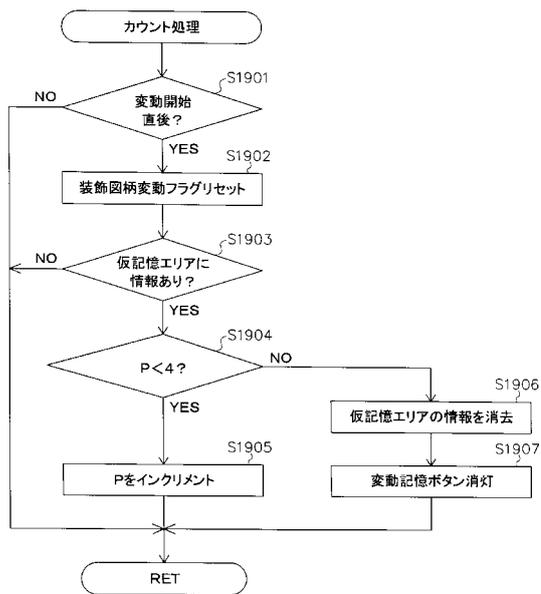 カウント処理
S1901
NO
変動開始
直後?
YES
S1902
装飾図柄変動フラグリセット
S1903
NO
仮記憶エリアに
情報あり?
YES
S1904
P<4?
NO
YES
S1906
仮記憶エリアの情報を消去
S1905
Pをインクリメント
S1907
変動記憶ボタン消灯
RET